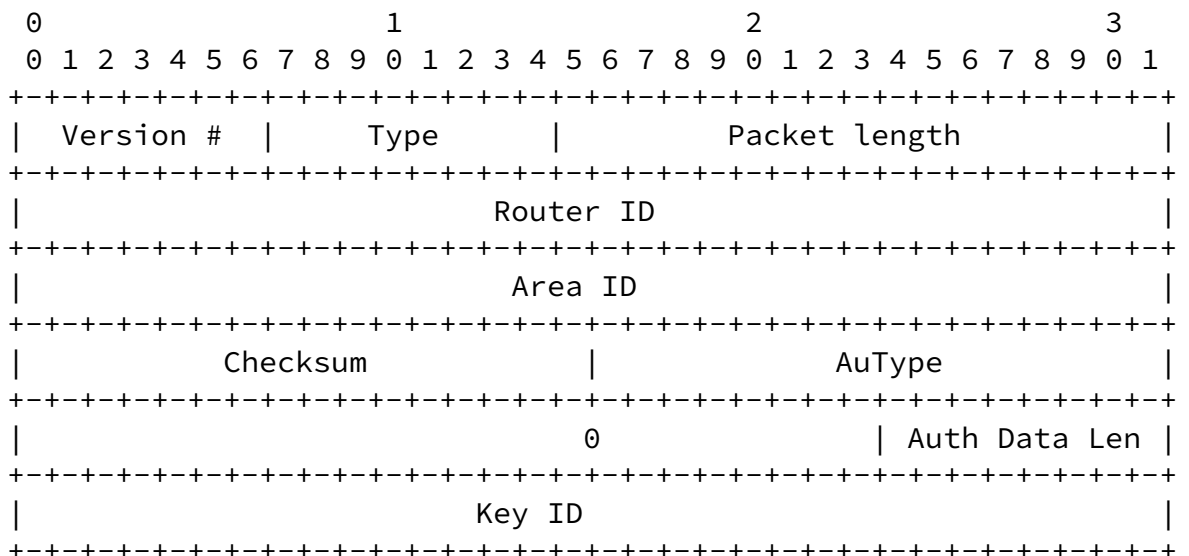 0                   1                   2                   3
 0 1 2 3 4 5 6 7 8 9 0 1 2 3 4 5 6 7 8 9 0 1 2 3 4 5 6 7 8 9 0 1
+-+-+-+-+-+-+-+-+-+-+-+-+-+-+-+-+-+-+-+-+-+-+-+-+-+-+-+-+-+-+-+-+
|  Version #  |     Type      |         Packet length           |
+-+-+-+-+-+-+-+-+-+-+-+-+-+-+-+-+-+-+-+-+-+-+-+-+-+-+-+-+-+-+-+-+
|                          Router ID                            |
+-+-+-+-+-+-+-+-+-+-+-+-+-+-+-+-+-+-+-+-+-+-+-+-+-+-+-+-+-+-+-+-+
|                           Area ID                             |
+-+-+-+-+-+-+-+-+-+-+-+-+-+-+-+-+-+-+-+-+-+-+-+-+-+-+-+-+-+-+-+-+
|           Checksum            |             AuType            |
+-+-+-+-+-+-+-+-+-+-+-+-+-+-+-+-+-+-+-+-+-+-+-+-+-+-+-+-+-+-+-+-+
|                               0               | Auth Data Len |
+-+-+-+-+-+-+-+-+-+-+-+-+-+-+-+-+-+-+-+-+-+-+-+-+-+-+-+-+-+-+-+-+
|                         Key ID                                |
+-+-+-+-+-+-+-+-+-+-+-+-+-+-+-+-+-+-+-+-+-+-+-+-+-+-+-+-+-+-+-+-+